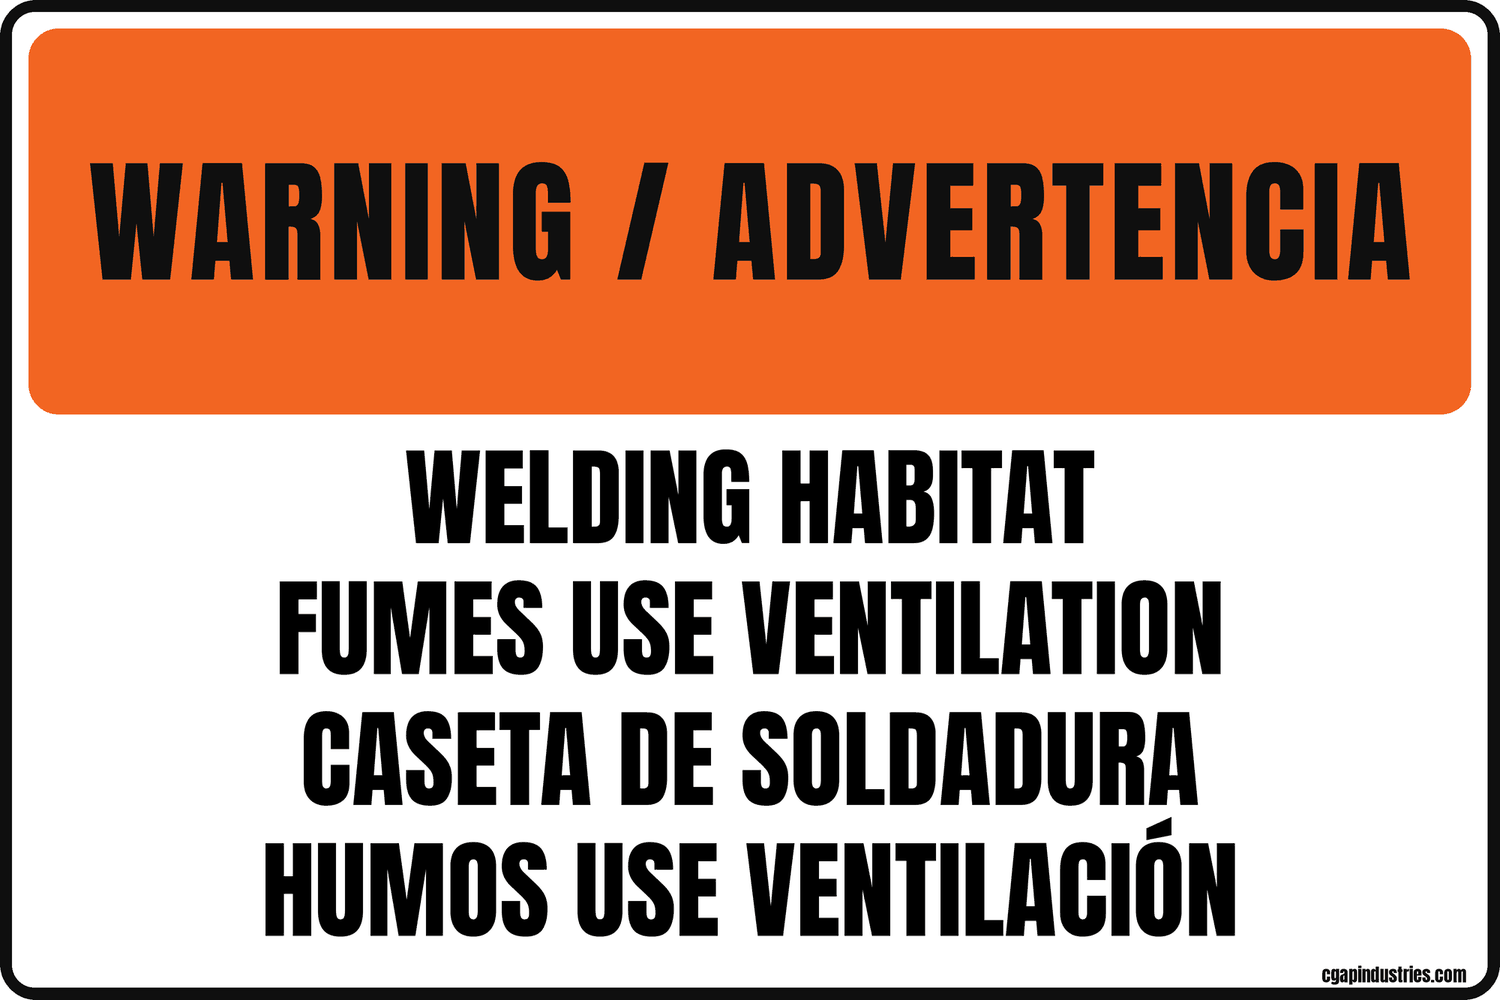 WARNING / ADVERTENCIA
WELDING HABITAT
FUMES USE VENTILATION
CASETA DE SOLDADURA
HUMOS USE VENTILACIÓN
cgapindustries.com